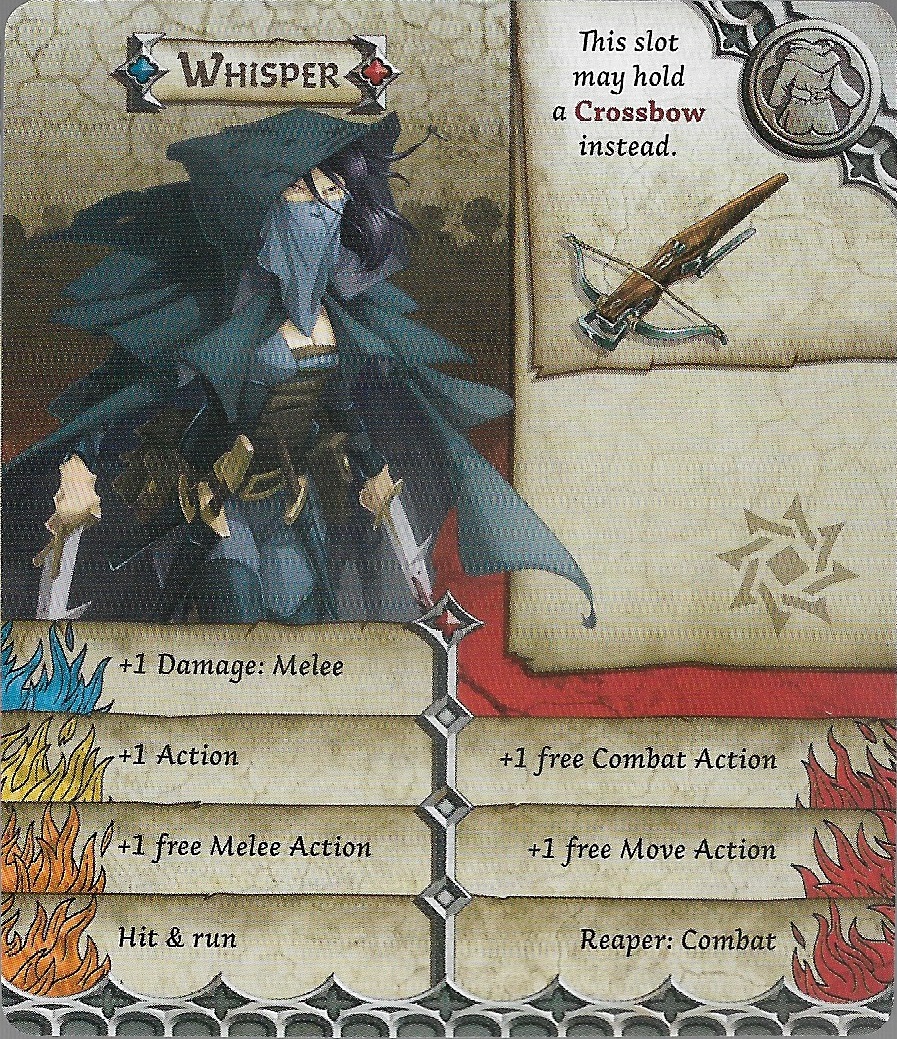 Whisper
This slot
may hold
a Crossbow
instead.
+1 Damage: Melee
+1 Action
+1 free Melee Action
Hit & run
+1 free Combat Action
+1 free Move Action
Reaper: Combat